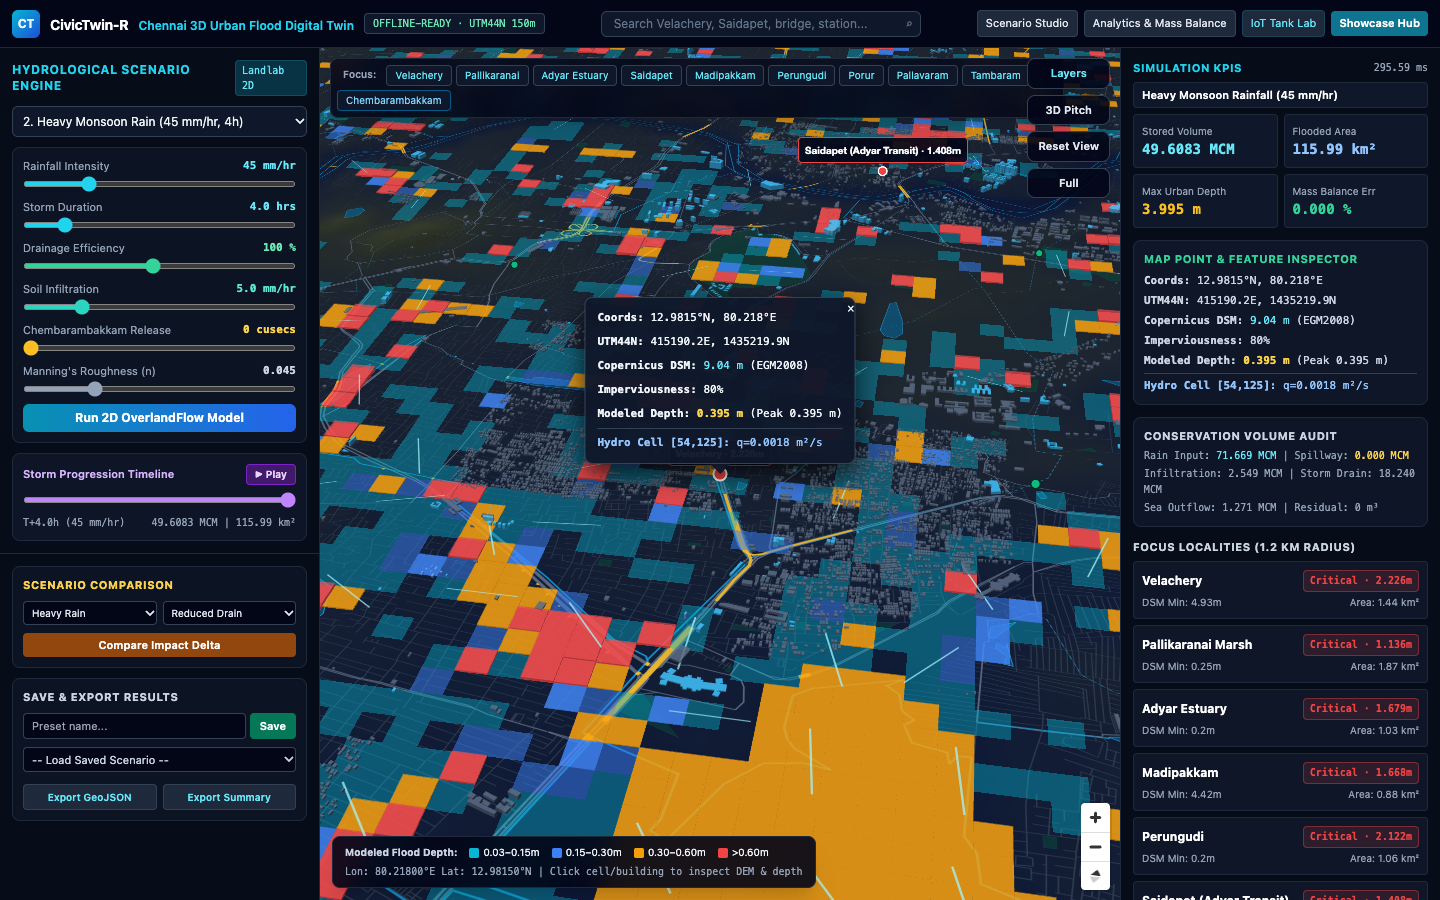 CT
CivicTwin-R
Chennai 3D Urban Flood Digital Twin
OFFLINE-READY · UTM44N 150m
Search Velachery, Saidapet, bridge, station...
Scenario Studio
Analytics & Mass Balance
IoT Tank Lab
Showcase Hub
HYDROLOGICAL SCENARIO
ENGINE
Landlab
2D
2. Heavy Monsoon Rain (45 mm/hr, 4h)
Rainfall Intensity 45 mm/hr
Storm Duration 4.0 hrs
Drainage Efficiency 100 %
Soil Infiltration 5.0 mm/hr
Chembarambakkam Release 0 cusecs
Manning's Roughness (n) 0.045
Run 2D OverlandFlow Model
Storm Progression Timeline
▶ Play
T+4.0h (45 mm/hr) 49.6083 MCM | 115.99 km²
SCENARIO COMPARISON
Heavy Rain
Reduced Drain
Compare Impact Delta
SAVE & EXPORT RESULTS
Preset name...
Save
-- Load Saved Scenario --
Export GeoJSON
Export Summary
Focus:
Velachery
Pallikaranai
Adyar Estuary
Saidapet
Madipakkam
Perungudi
Porur
Pallavaram
Tambaram
Chembarambakkam
Layers
3D Pitch
Reset View
Full
Saidapet (Adyar Transit) · 1.408m
×
Coords: 12.9815°N, 80.218°E
UTM44N: 415190.2E, 1435219.9N
Copernicus DSM: 9.04 m (EGM2008)
Imperviousness: 80%
Modeled Depth: 0.395 m (Peak 0.395 m)
Hydro Cell [54,125]: q=0.0018 m²/s
Velachery · 2.226m
Modeled Flood Depth: 0.03–0.15m 0.15–0.30m 0.30–0.60m >0.60m
Lon: 80.21800°E Lat: 12.98150°N | Click cell/building to inspect DEM & depth
SIMULATION KPIS
295.59 ms
Heavy Monsoon Rainfall (45 mm/hr)
Stored Volume
49.6083 MCM
Flooded Area
115.99 km²
Max Urban Depth
3.995 m
Mass Balance Err
0.000 %
MAP POINT & FEATURE INSPECTOR
Coords: 12.9815°N, 80.218°E
UTM44N: 415190.2E, 1435219.9N
Copernicus DSM: 9.04 m (EGM2008)
Imperviousness: 80%
Modeled Depth: 0.395 m (Peak 0.395 m)
Hydro Cell [54,125]: q=0.0018 m²/s
CONSERVATION VOLUME AUDIT
Rain Input: 71.669 MCM | Spillway: 0.000 MCM
Infiltration: 2.549 MCM | Storm Drain: 18.240
MCM
Sea Outflow: 1.271 MCM | Residual: 0 m³
FOCUS LOCALITIES (1.2 KM RADIUS)
Velachery Critical · 2.226m
DSM Min: 4.93m Area: 1.44 km²
Pallikaranai Marsh Critical · 1.136m
DSM Min: 0.25m Area: 1.87 km²
Adyar Estuary Critical · 1.679m
DSM Min: 0.2m Area: 1.03 km²
Madipakkam Critical · 1.668m
DSM Min: 4.42m Area: 0.88 km²
Perungudi Critical · 2.122m
DSM Min: 0.2m Area: 1.06 km²
Saidapet (Adyar Transit) Critical · 1.408m